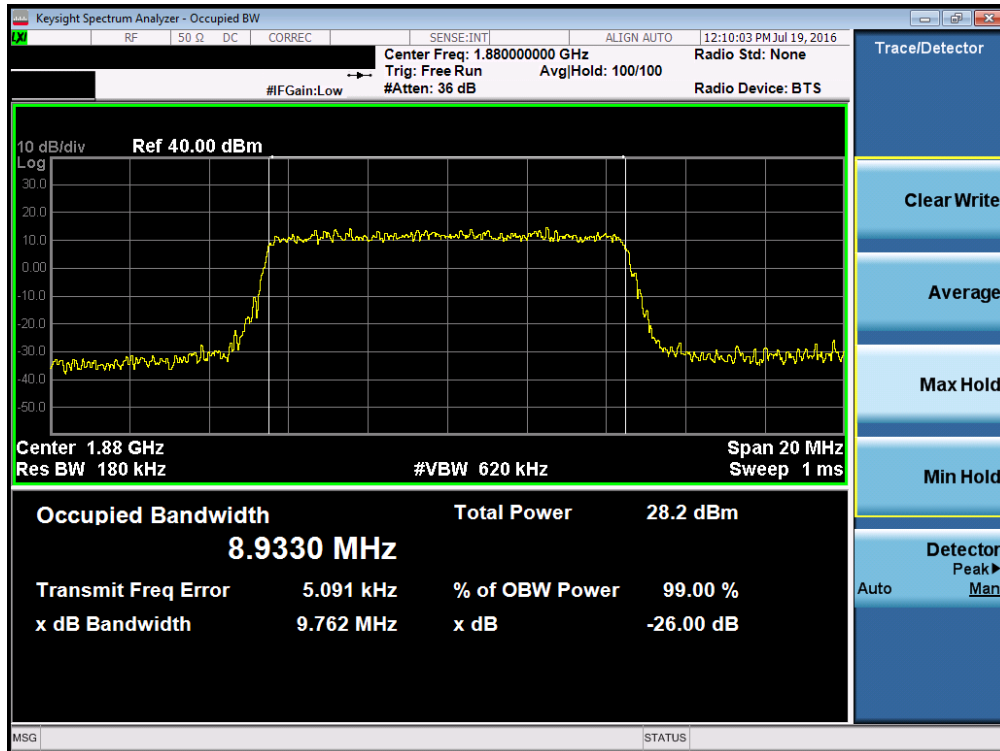 Keysight Spectrum Analyzer - Occupied BW
LXI RF 50 Ω DC CORREC SENSE:INT ALIGN AUTO 12:10:03 PM Jul 19, 2016
Center Freq: 1.880000000 GHz Radio Std: None
Trig: Free Run Avg|Hold: 100/100
#IFGain:Low #Atten: 36 dB Radio Device: BTS
Trace/Detector
10 dB/div Ref 40.00 dBm
Log
30.0
20.0
10.0
0.00
-10.0
-20.0
-30.0
-40.0
-50.0
Center 1.88 GHz Span 20 MHz
Res BW 180 kHz #VBW 620 kHz Sweep 1 ms
Occupied Bandwidth Total Power 28.2 dBm
8.9330 MHz
Transmit Freq Error 5.091 kHz % of OBW Power 99.00 %
x dB Bandwidth 9.762 MHz x dB -26.00 dB
Clear Write
Average
Max Hold
Min Hold
Detector
Peak▶
Auto Man
MSG STATUS